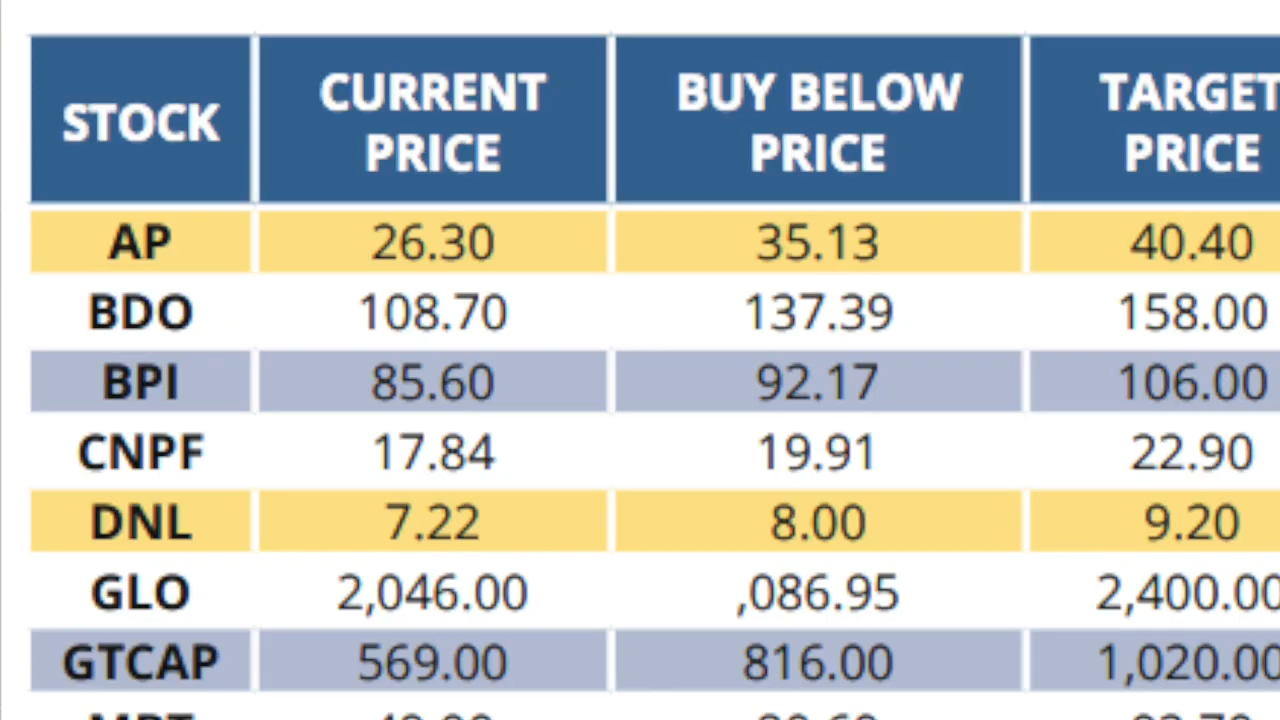 STOCK CURRENT PRICE BUY BELOW PRICE TARGET PRICE
AP 26.30 35.13 40.40
BDO 108.70 137.39 158.00
BPI 85.60 92.17 106.00
CNPF 17.84 19.91 22.90
DNL 7.22 8.00 9.20
GLO 2,046.00 ,086.95 2,400.00
GTCAP 569.00 816.00 1,020.00